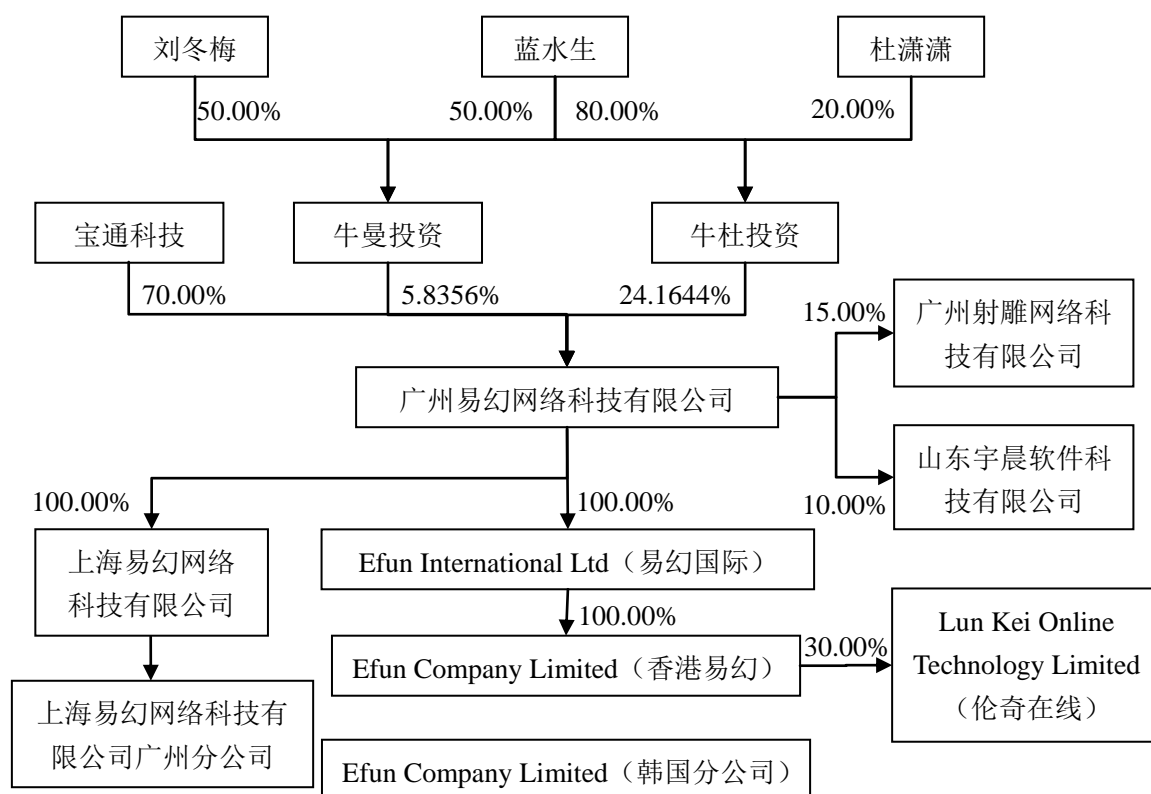 刘冬梅
蓝水生
杜潇潇
50.00%
50.00%
80.00%
20.00%
宝通科技
牛曼投资
牛杜投资
70.00%
5.8356%
24.1644%
15.00%
广州射雕网络科
技有限公司
广州易幻网络科技有限公司
山东宇晨软件科
技有限公司
10.00%
100.00%
100.00%
上海易幻网络
科技有限公司
Efun International Ltd（易幻国际）
100.00%
Efun Company Limited（香港易幻）
30.00%
Lun Kei Online
Technology Limited
（伦奇在线）
上海易幻网络科技有
限公司广州分公司
Efun Company Limited（韩国分公司）